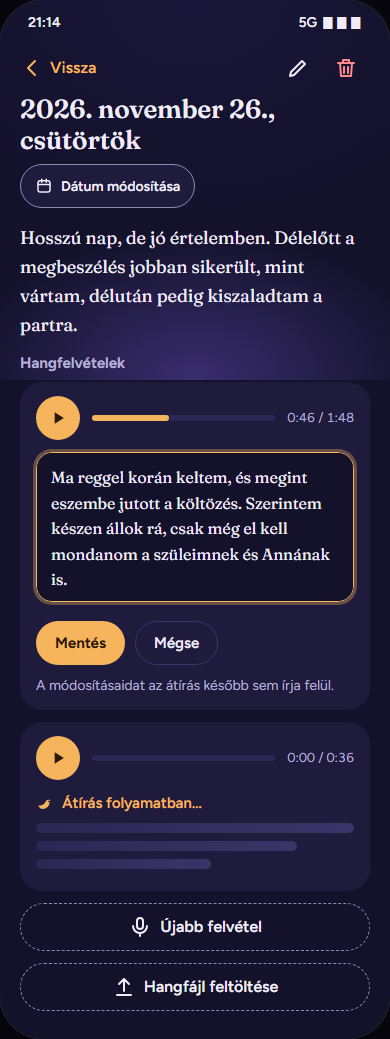 21:14
5G
Vissza
2026. november 26.,
csütörtök
Dátum módosítása
Hosszú nap, de jó értelemben. Délelőtt a
megbeszélés jobban sikerült, mint
vártam, délután pedig kiszaladtam a
partra.
Hangfelvételek
0:46 / 1:48
Ma reggel korán keltem, és megint
eszembe jutott a költözés. Szerintem
készen állok rá, csak még el kell
mondanom a szüleimnek és Annának
is.
Mentés
Mégse
A módosításaidat az átírás később sem írja felül.
0:00 / 0:36
Átírás folyamatban…
Újabb felvétel
Hangfájl feltöltése